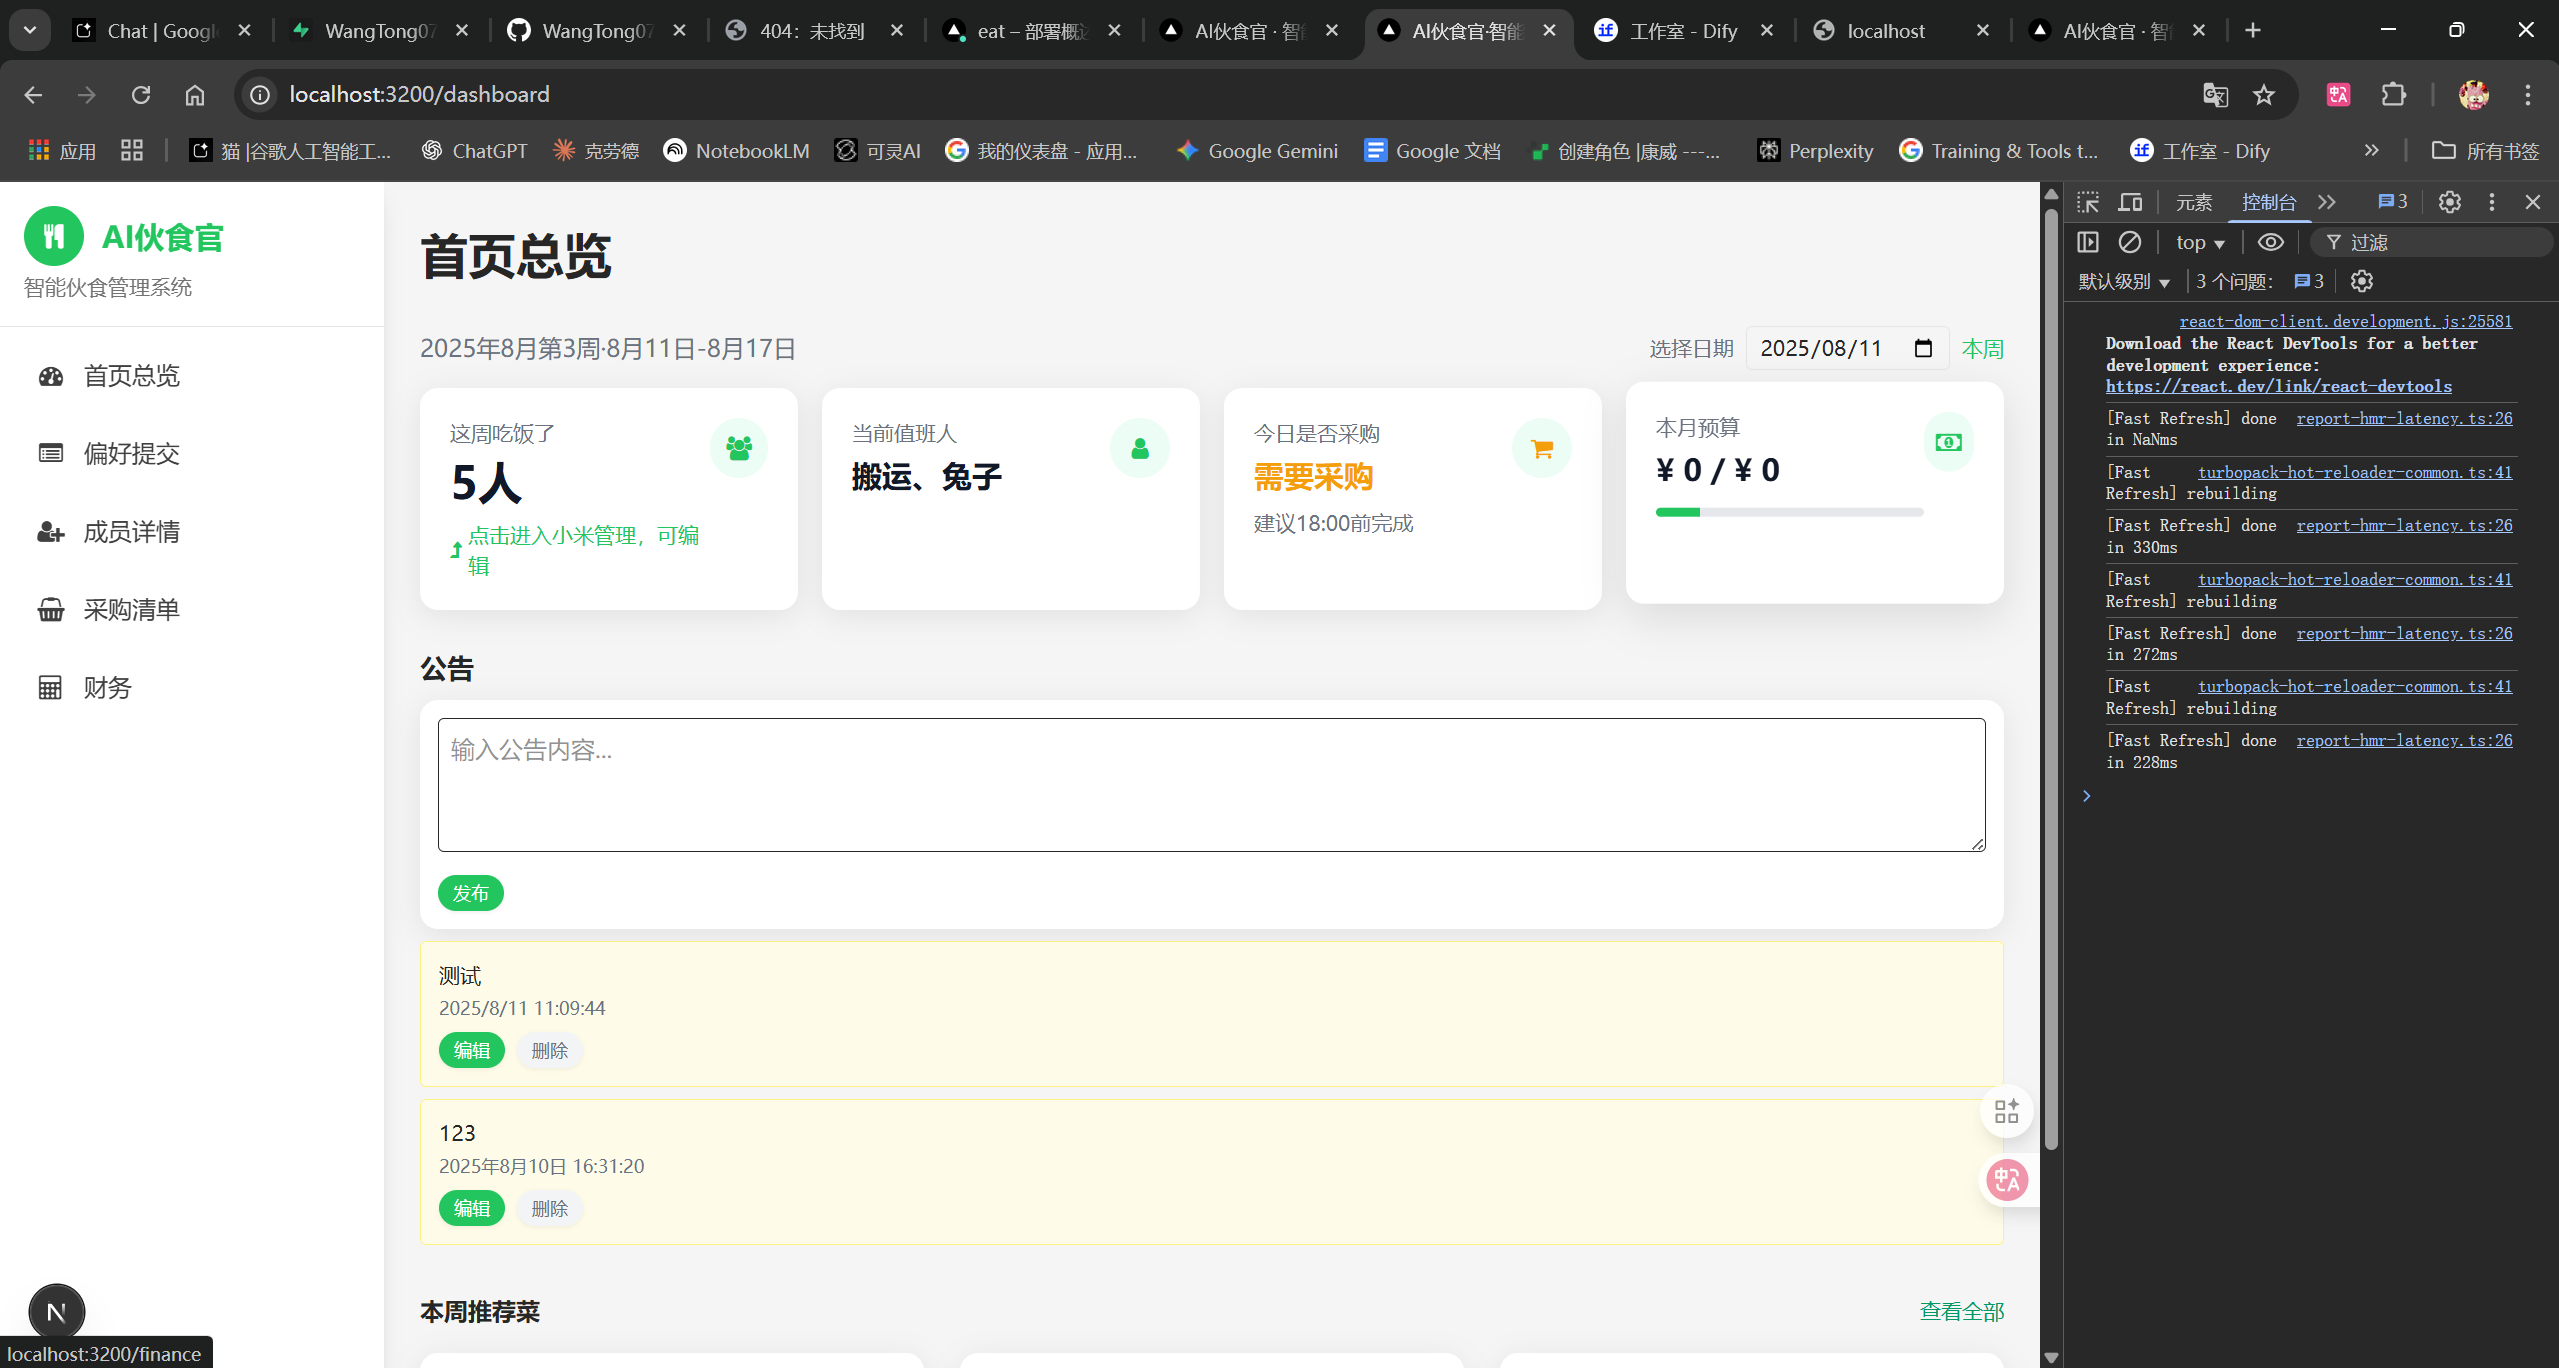 Chat | Googl
WangTong07
WangTong07
404：未找到
eat – 部署概
AI伙食官 · 智
AI伙食官·智能
工作室 - Dify
localhost
AI伙食官 · 智
localhost:3200/dashboard
应用
猫 |谷歌人工智能工...
ChatGPT
克劳德
NotebookLM
可灵AI
我的仪表盘 - 应用...
Google Gemini
Google 文档
创建角色 |康威 ---...
Perplexity
Training & Tools t...
工作室 - Dify
所有书签
AI伙食官
智能伙食管理系统
首页总览
偏好提交
成员详情
采购清单
财务
首页总览
2025年8月第3周·8月11日-8月17日
选择日期
2025/08/11
本周
这周吃饭了
5人
点击进入小米管理，可编
辑
当前值班人
搬运、兔子
今日是否采购
需要采购
建议18:00前完成
本月预算
¥ 0 / ¥ 0
公告
输入公告内容...
发布
测试
2025/8/11 11:09:44
编辑
删除
123
2025年8月10日 16:31:20
编辑
删除
本周推荐菜
查看全部
N
localhost:3200/finance
元素
控制台
3
top
过滤
默认级别
3 个问题：
3
react-dom-client.development.js:25581
Download the React DevTools for a better
development experience:
https://react.dev/link/react-devtools
[Fast Refresh] done report-hmr-latency.ts:26
in NaNms
[Fast turbopack-hot-reloader-common.ts:41
Refresh] rebuilding
[Fast Refresh] done report-hmr-latency.ts:26
in 330ms
[Fast turbopack-hot-reloader-common.ts:41
Refresh] rebuilding
[Fast Refresh] done report-hmr-latency.ts:26
in 272ms
[Fast turbopack-hot-reloader-common.ts:41
Refresh] rebuilding
[Fast Refresh] done report-hmr-latency.ts:26
in 228ms